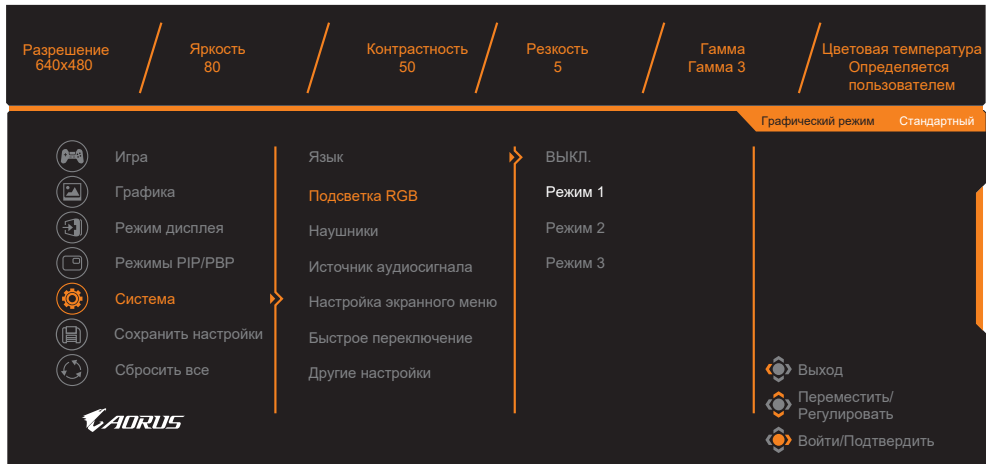 Разрешение
640x480
Яркость
80
Контрастность
50
Резкость
5
Гамма
Гамма 3
Цветовая температура
Определяется
пользователем
Графический режим Стандартный
Игра
Графика
Режим дисплея
Режимы PIP/PBP
Система
Сохранить настройки
Сбросить все
Язык
Подсветка RGB
Наушники
Источник аудиосигнала
Настройка экранного меню
Быстрое переключение
Другие настройки
ВЫКЛ.
Режим 1
Режим 2
Режим 3
Выход
Переместить/
Регулировать
Войти/Подтвердить
AORUS